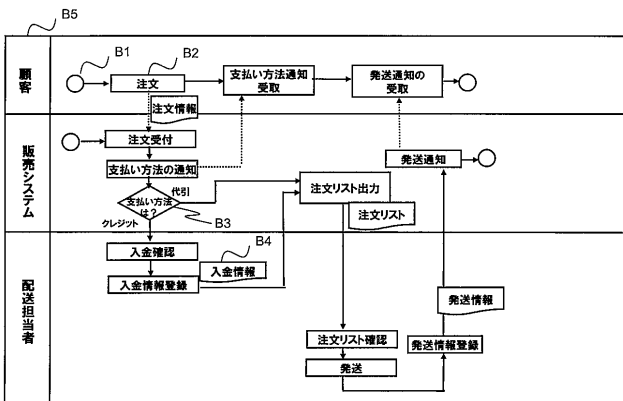 B5
B1
B2
顧客
注文
支払い方法通知
受取
発送通知の
受取
注文情報
販売システム
注文受付
支払い方法の通知
発送通知
支払い方法
は？
代引
B3
クレジット
注文リスト出力
注文リスト
配送担当者
入金確認
B4
入金情報
入金情報登録
発送情報
注文リスト確認
発送情報登録
発送